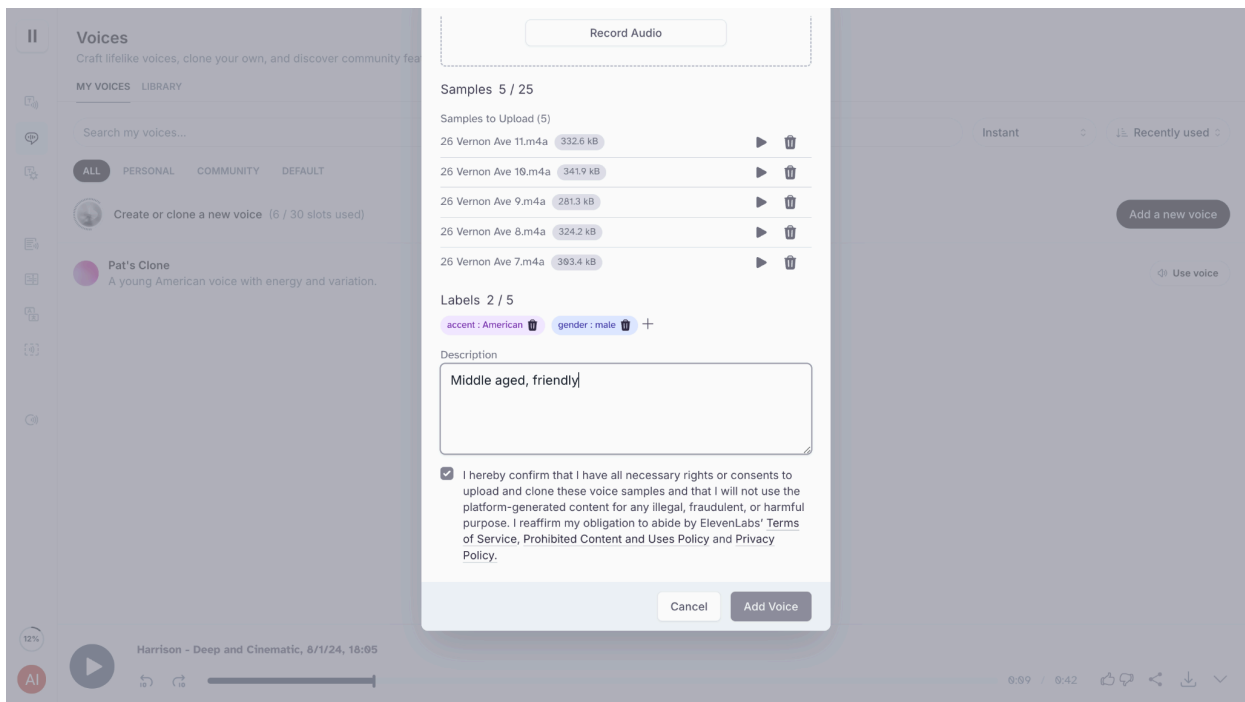 Voices
Craft lifelike voices, clone your own, and discover community fea
MY VOICES LIBRARY
Search my voices...
Instant
Recently used
ALL PERSONAL COMMUNITY DEFAULT
Create or clone a new voice (6 / 30 slots used)
Add a new voice
Pat's Clone
A young American voice with energy and variation.
Use voice
Record Audio
Samples 5 / 25
Samples to Upload (5)
26 Vernon Ave 11.m4a 332.6 kB
26 Vernon Ave 10.m4a 341.9 kB
26 Vernon Ave 9.m4a 281.3 kB
26 Vernon Ave 8.m4a 324.2 kB
26 Vernon Ave 7.m4a 303.4 kB
Labels 2 / 5
accent : American gender : male
Description
Middle aged, friendly
I hereby confirm that I have all necessary rights or consents to
upload and clone these voice samples and that I will not use the
platform-generated content for any illegal, fraudulent, or harmful
purpose. I reaffirm my obligation to abide by ElevenLabs' Terms
of Service, Prohibited Content and Uses Policy and Privacy
Policy.
Cancel Add Voice
12%
AI
Harrison - Deep and Cinematic, 8/1/24, 18:05
10 10
0:09 / 0:42